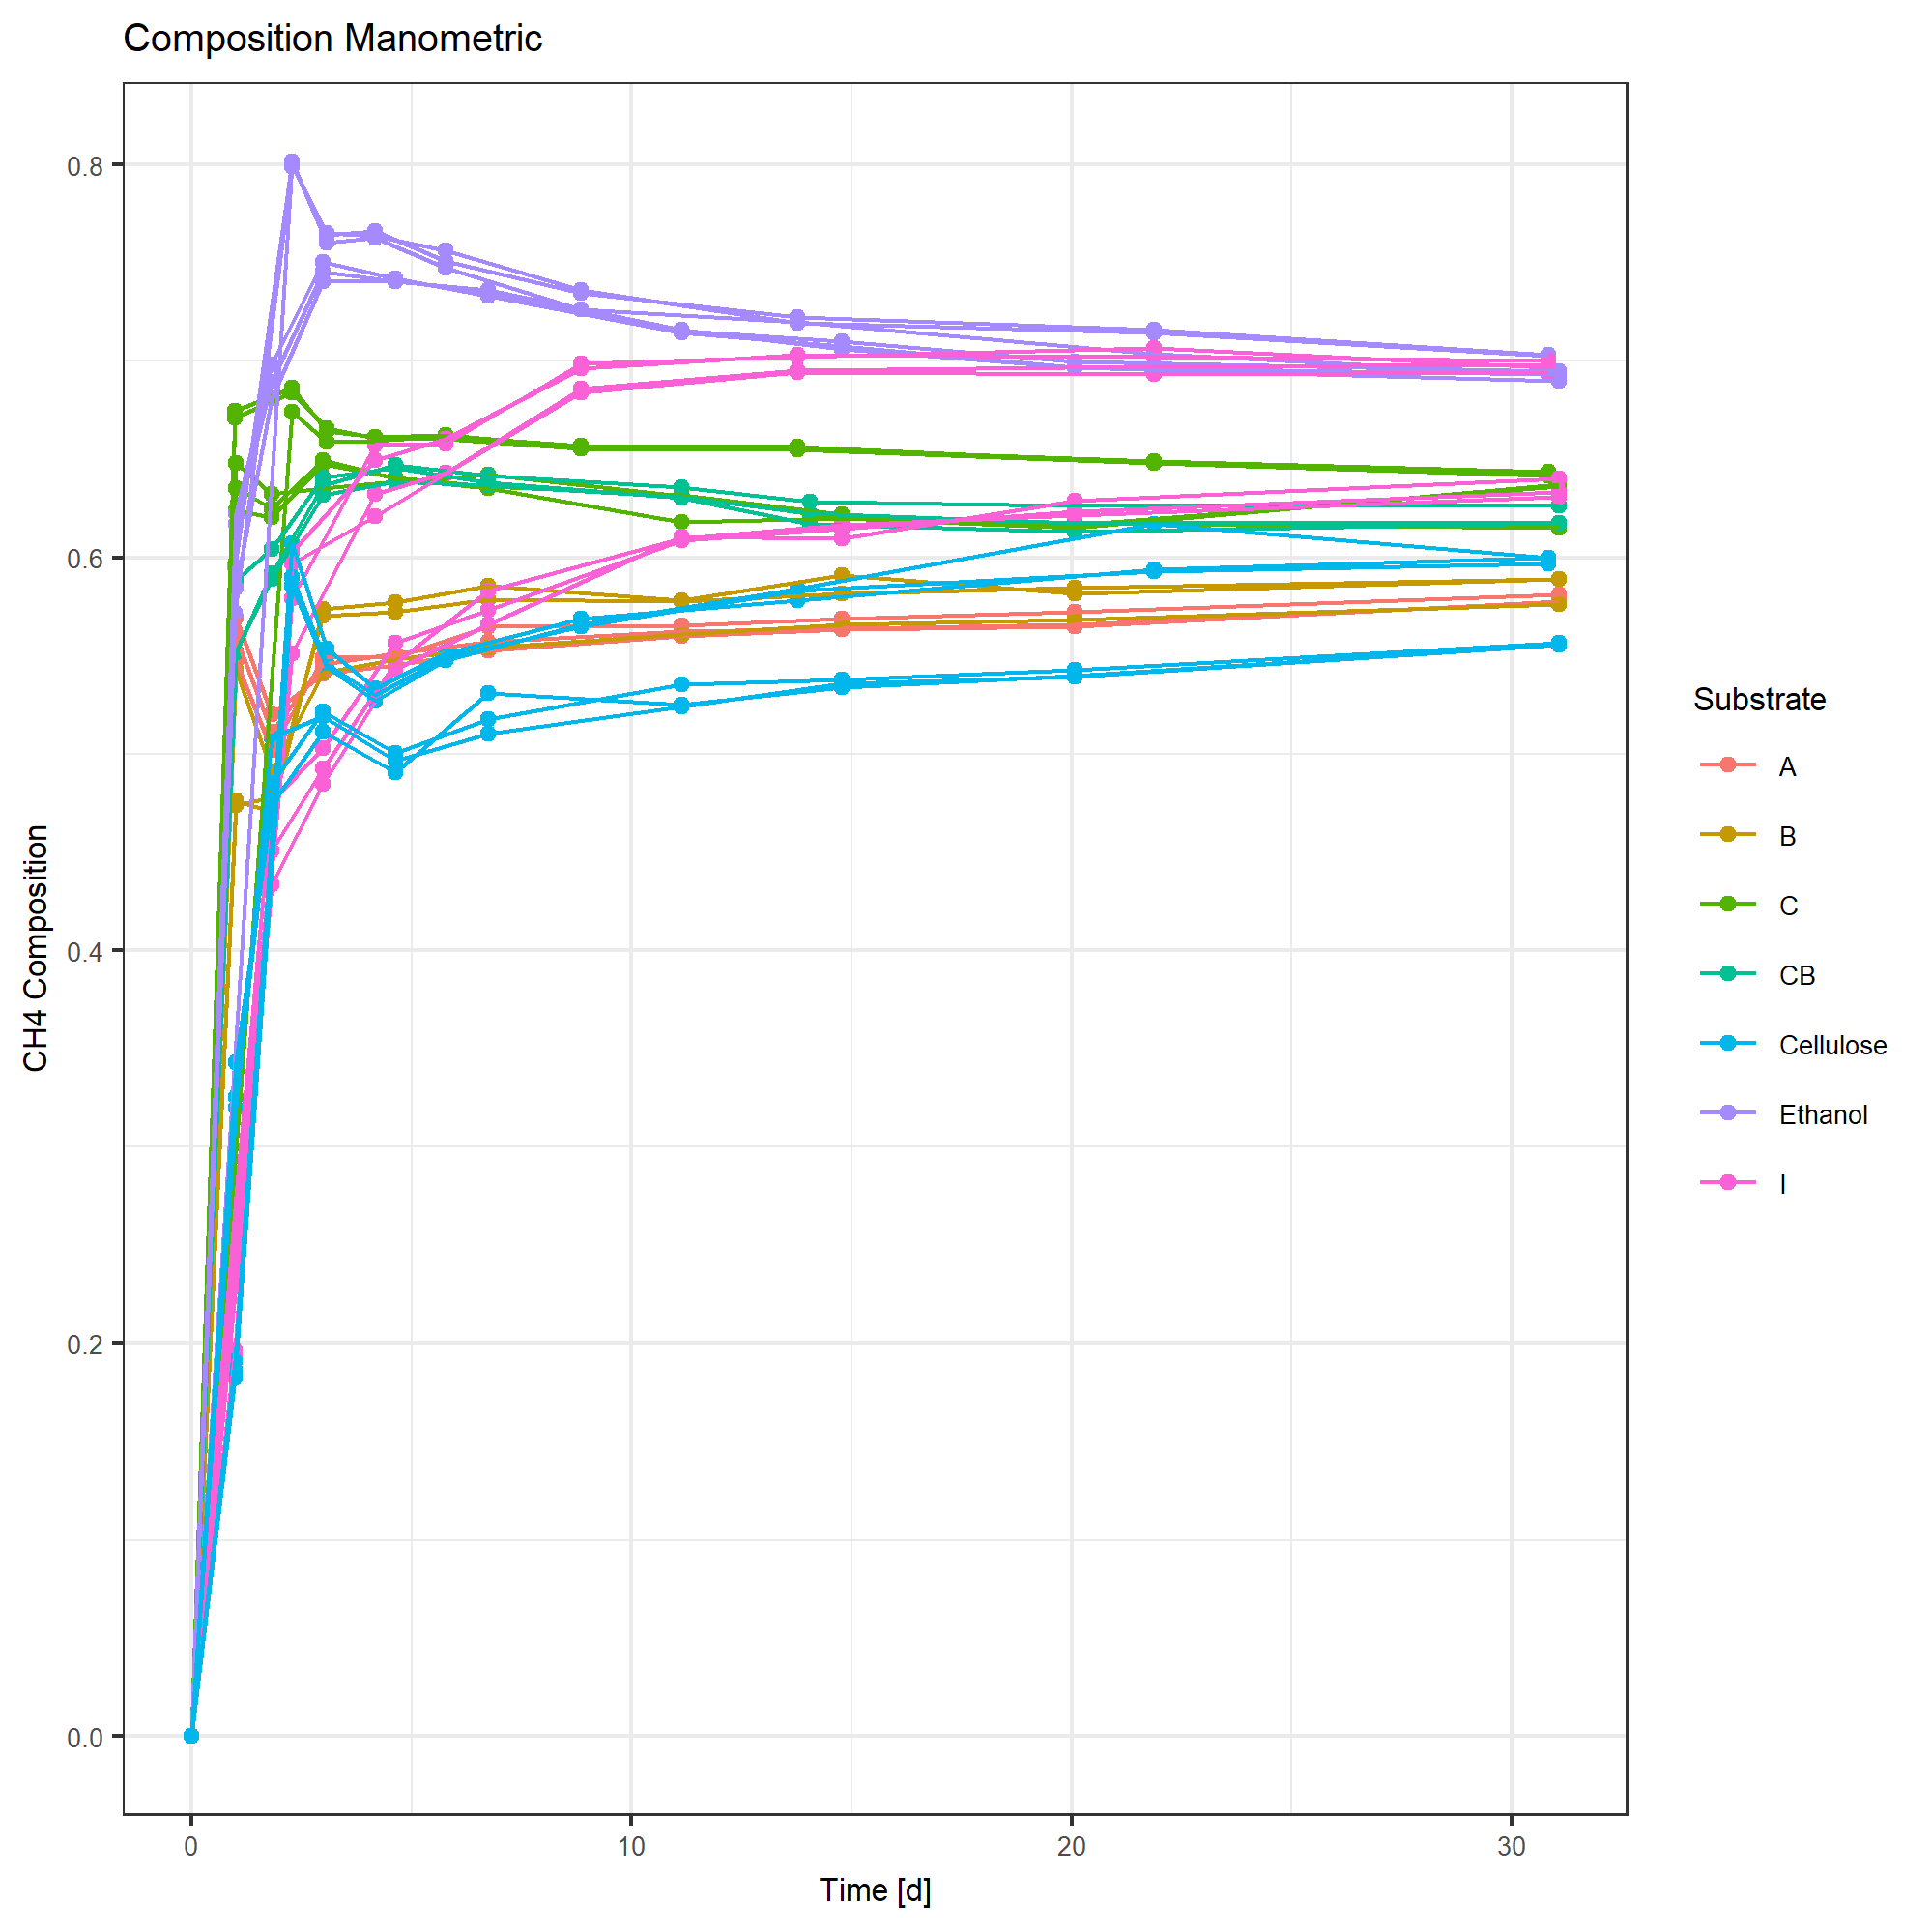 Composition Manometric
CH4 Composition
0.8
0.6
0.4
0.2
0.0
0
10
20
30
Time [d]
Substrate
A
B
C
CB
Cellulose
Ethanol
I